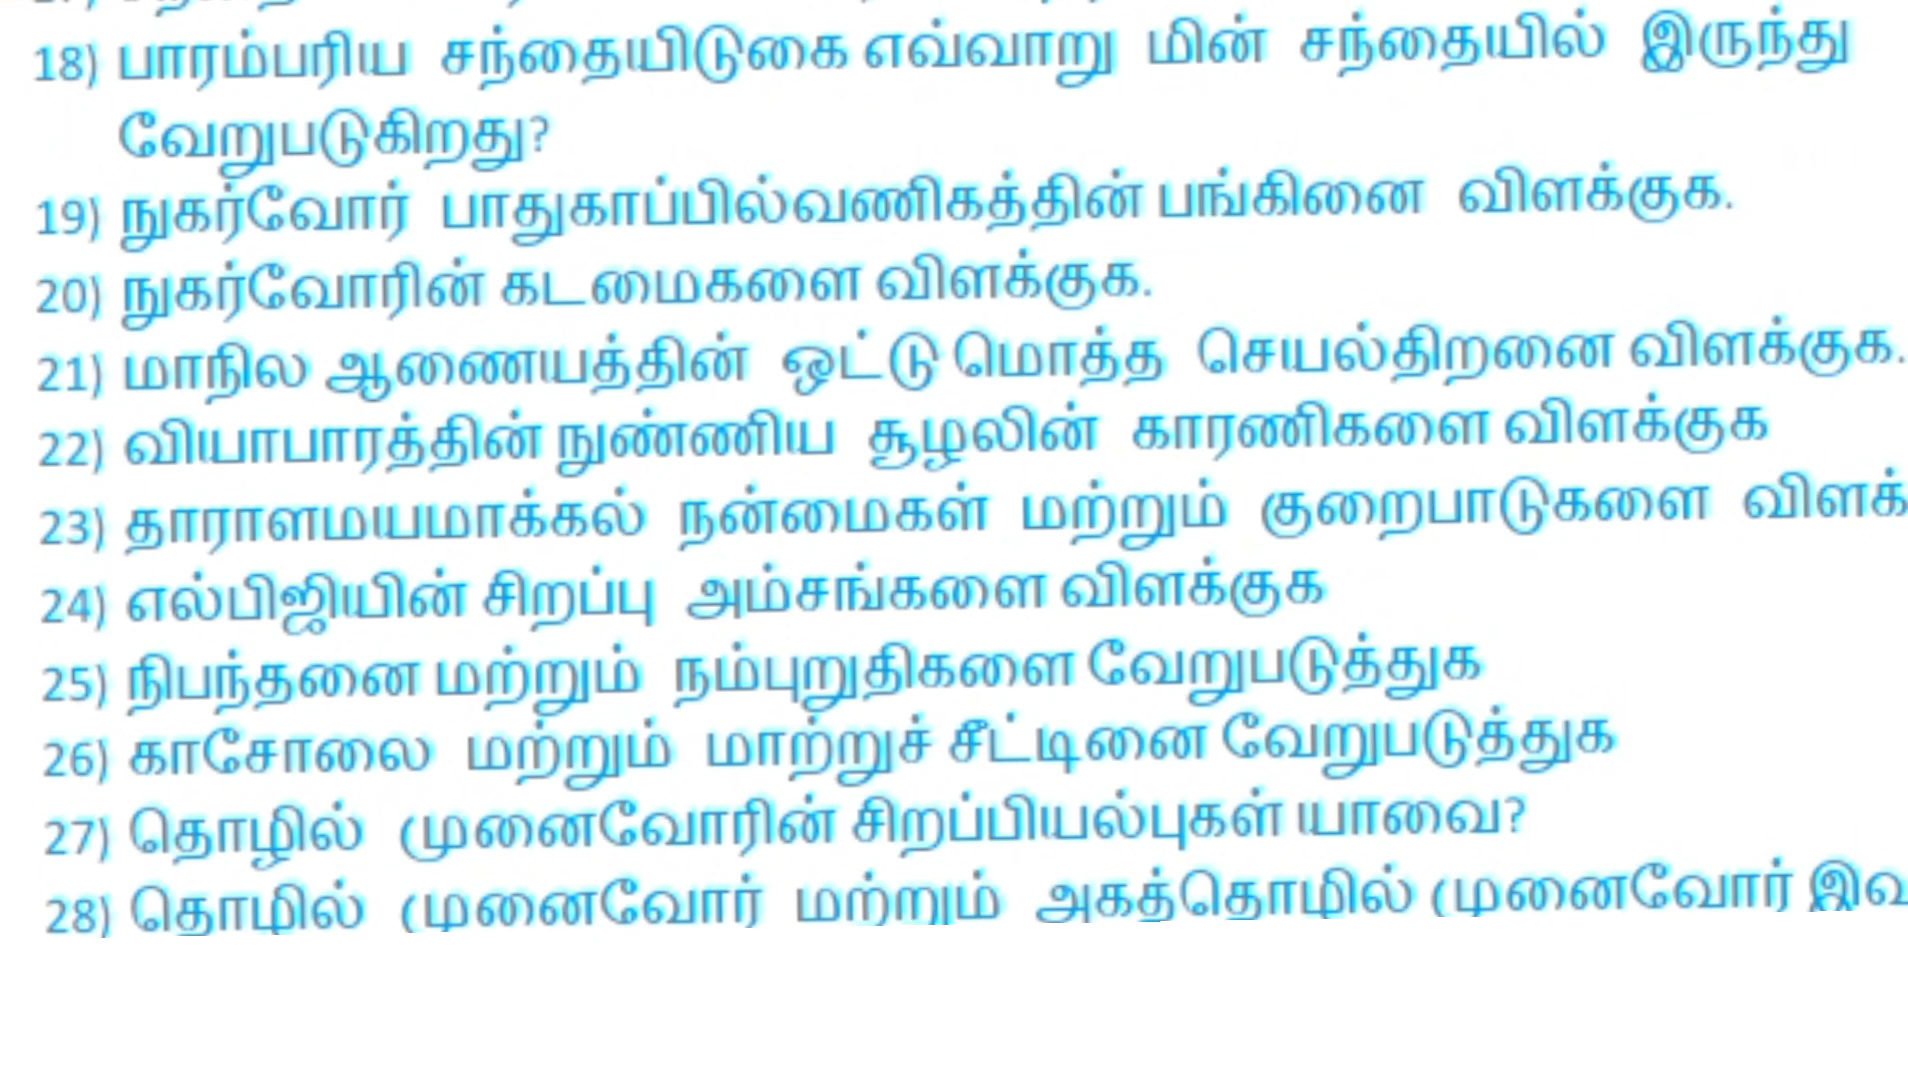 18) பாரம்பரிய சந்தையிடுகை எவ்வாறு மின் சந்தையில் இருந்து
வேறுபடுகிறது?
19) நுகர்வோர் பாதுகாப்பில்வணிகத்தின் பங்கினை விளக்குக.
20) நுகர்வோரின் கடமைகளை விளக்குக.
21) மாநில ஆணையத்தின் ஒட்டு மொத்த செயல்திறனை விளக்குக.
22) வியாபாரத்தின் நுண்ணிய சூழலின் காரணிகளை விளக்குக
23) தாராளமயமாக்கல் நன்மைகள் மற்றும் குறைபாடுகளை விளக்
24) எல்பிஜியின் சிறப்பு அம்சங்களை விளக்குக
25) நிபந்தனை மற்றும் நம்புறுதிகளை வேறுபடுத்துக
26) காசோலை மற்றும் மாற்றுச் சீட்டினை வேறுபடுத்துக
27) தொழில் முனைவோரின் சிறப்பியல்புகள் யாவை?
28) தொழில் முனைவோர் மற்றும் அகத்தொழில் முனைவோர்